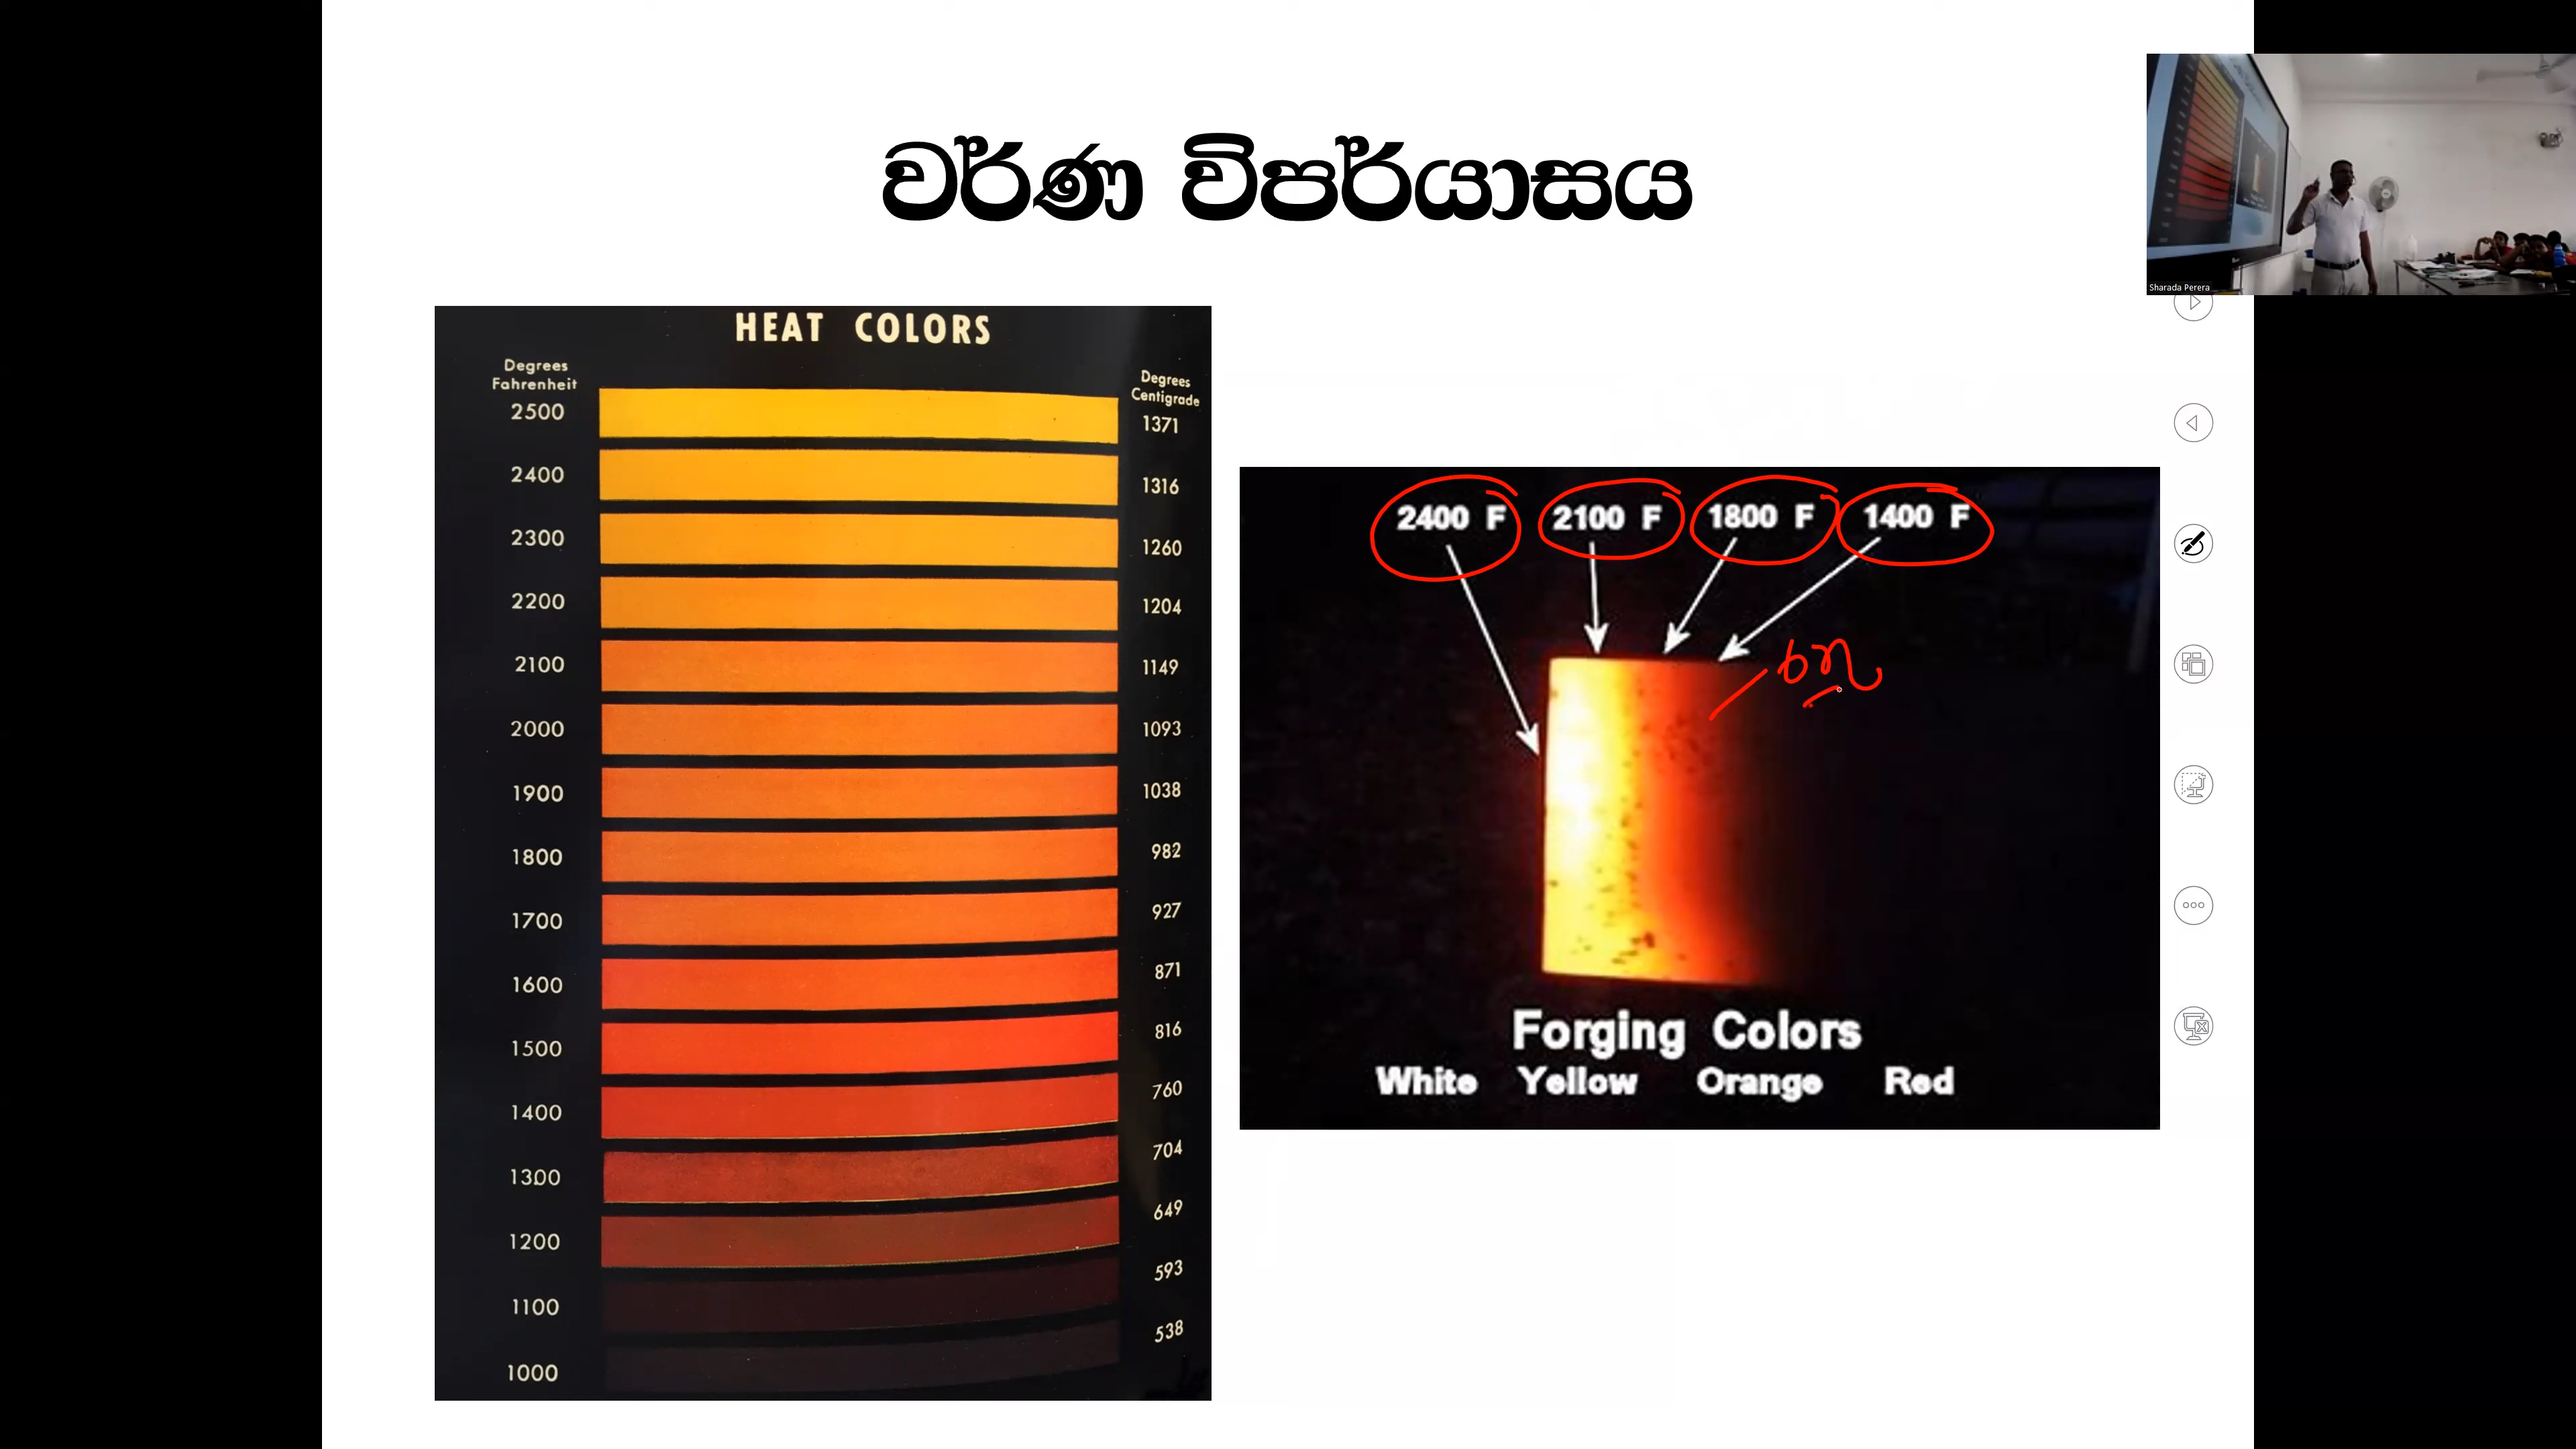 වර්ණ විපර්යාසය
HEAT COLORS
Degrees Fahrenheit
Degrees Centigrade
2500 1371
2400 1316
2300 1260
2200 1204
2100 1149
2000 1093
1900 1038
1800 982
1700 927
1600 871
1500 816
1400 760
1300 704
1200 649
1100 593
1000 538
2400 F 2100 F 1800 F 1400 F
රතු
Forging Colors
White Yellow Orange Red
Sharada Perera